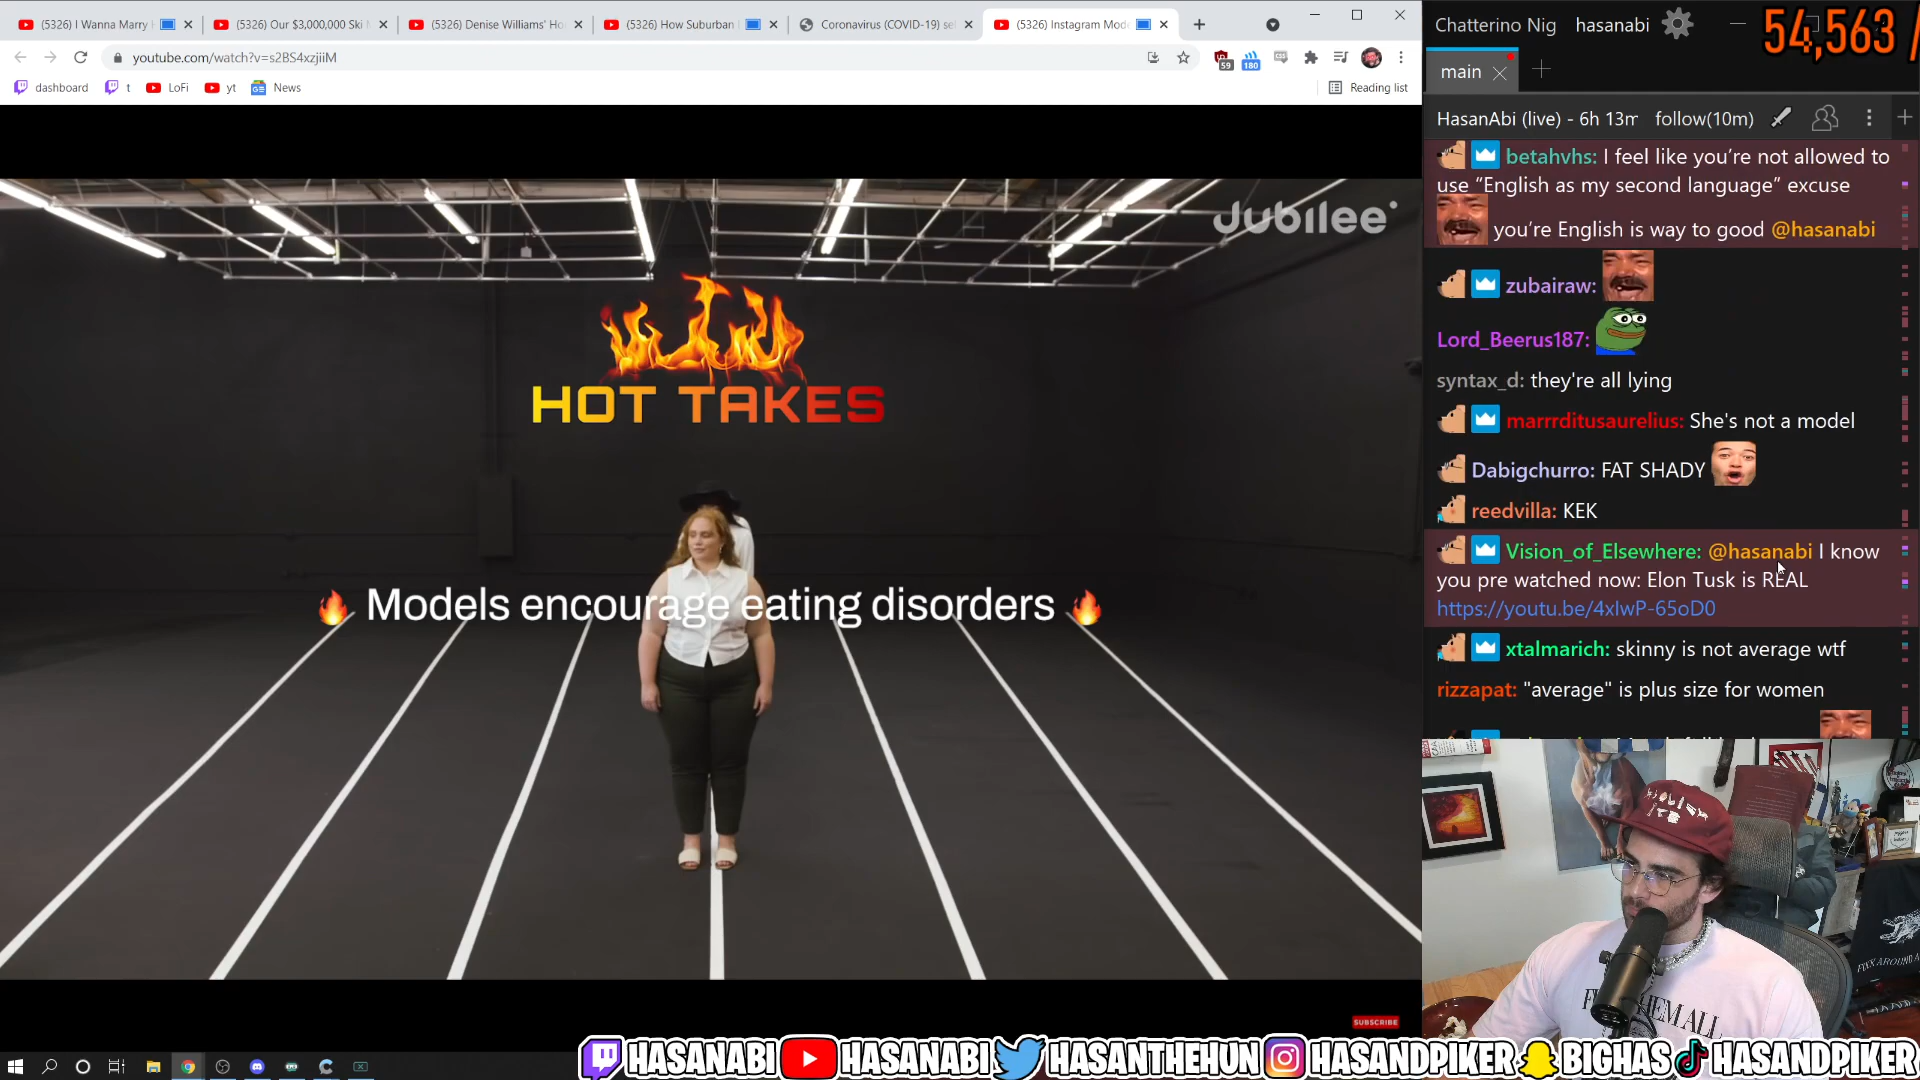 (5326) I Wanna Marry
(5326) Our $3,000,000 Ski
(5326) Denise Williams' Ho
(5326) How Suburban
Coronavirus (COVID-19) sel
(5326) Instagram Mod
youtube.com/watch?v=s2BS4xzjiiM
59
180
dashboard
t
LoFi
yt
News
Reading list
Jubilee
HOT TAKES
Models encourage eating disorders
SUBSCRIBE
Chatterino Nig
hasanabi
54,563 /
main
HasanAbi (live) - 6h 13m
follow(10m)
betahvhs: I feel like you’re not allowed to
use “English as my second language” excuse
you’re English is way to good @hasanabi
zubairaw:
Lord_Beerus187:
syntax_d: they're all lying
marrrditusaurelius: She's not a model
Dabigchurro: FAT SHADY
reedvilla: KEK
Vision_of_Elsewhere: @hasanabi I know
you pre watched now: Elon Tusk is REAL
https://youtu.be/4xIwP-65oD0
xtalmarich: skinny is not average wtf
rizzapat: "average" is plus size for women
HASANABI
HASANABI
HASANTHEHUN
HASANDPIKER
BIGHAS
HASANDPIKER